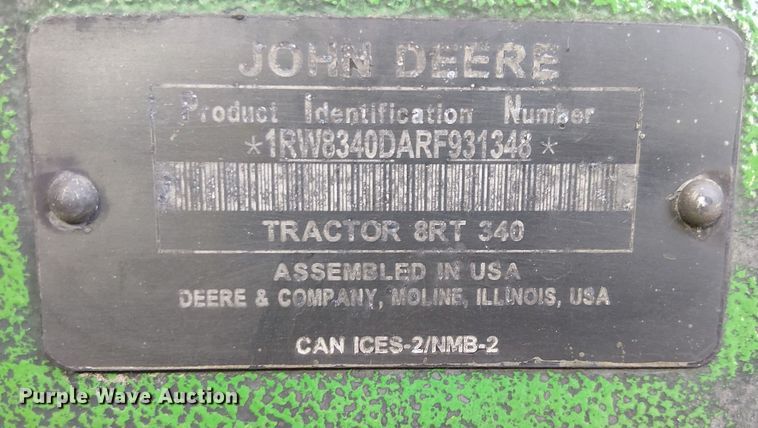 JOHN DEERE
Product Identification Number
*1RW8340DARF931348*
TRACTOR 8RT 340
ASSEMBLED IN USA
DEERE & COMPANY, MOLINE, ILLINOIS, USA
CAN ICES-2/NMB-2
Purple Wave Auction